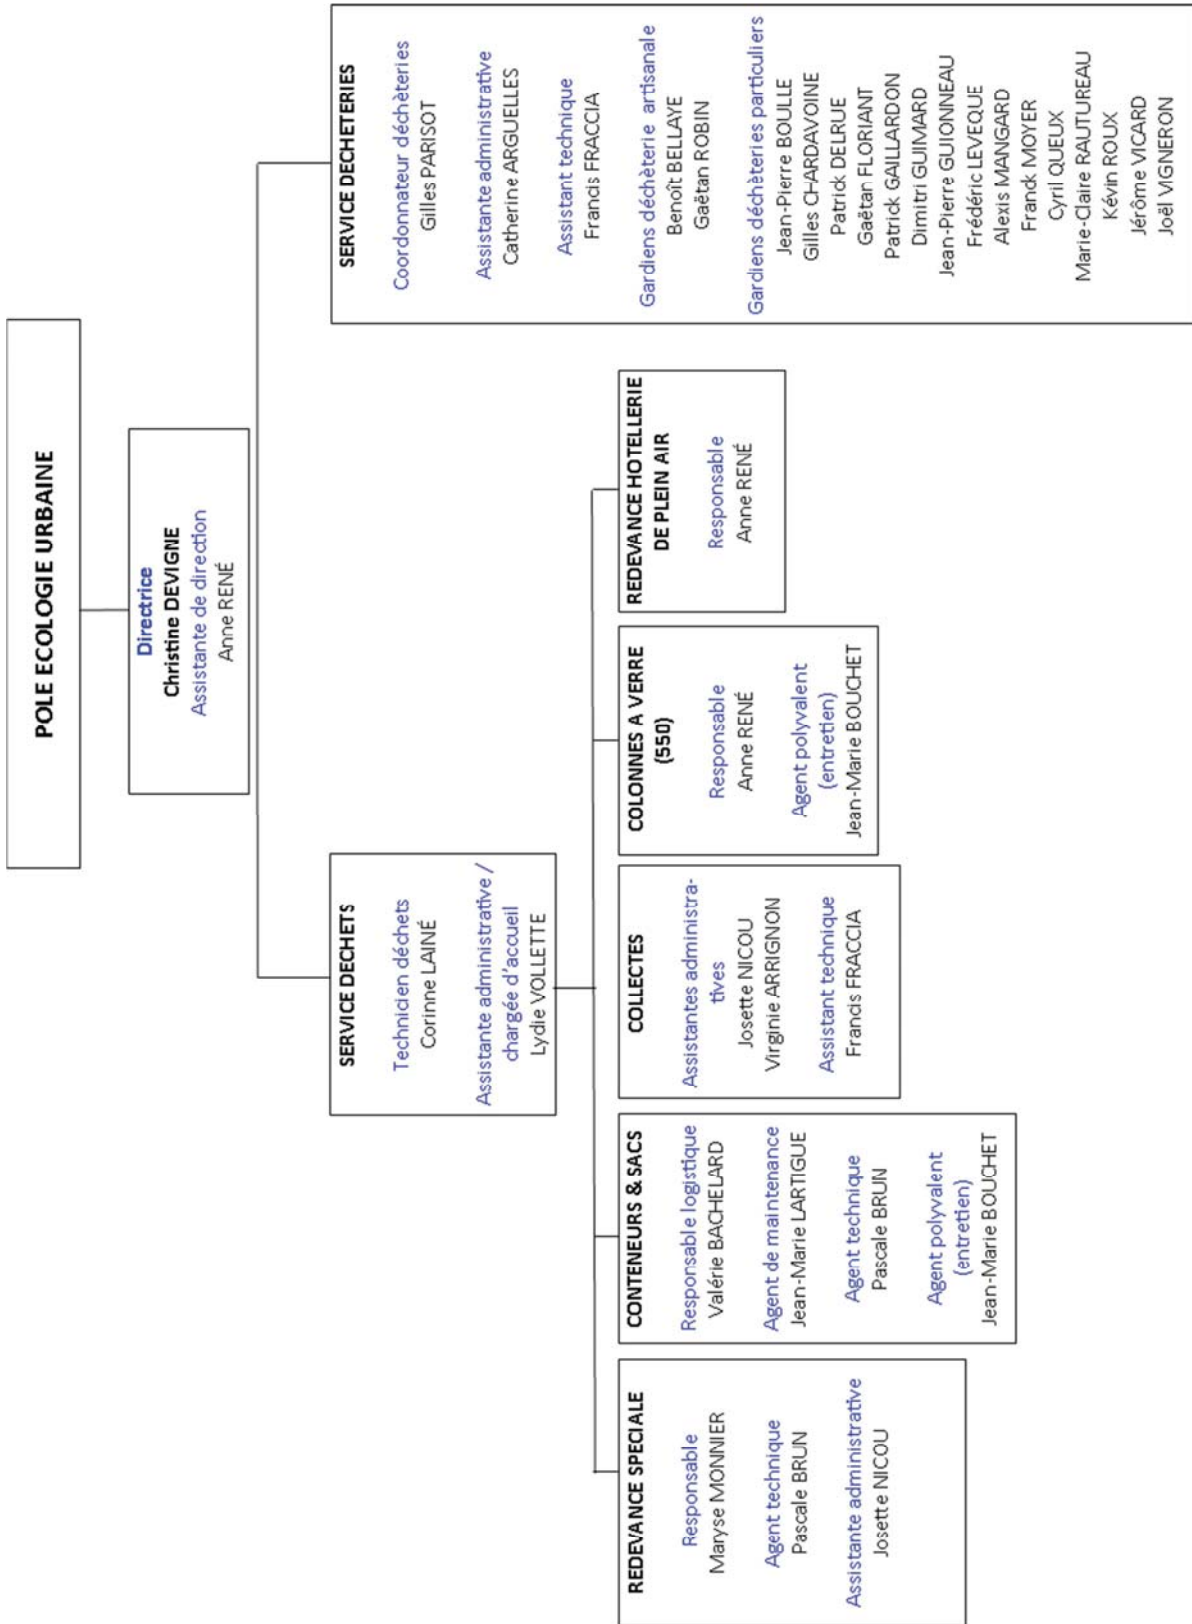 POLE ECOLOGIE URBAINE
Directrice
Christine DEVIGNE
Assistante de direction
Anne RENÉ
SERVICE DECHETS
Technicien déchets
Corinne LAINÉ
Assistante administrative /
chargée d'accueil
Lydie VOLLETTE
SERVICE DECHETERIES
Coordonnateur déchèteries
Gilles PARISOT
Assistante administrative
Catherine ARGUELLES
Assistant technique
Francis FRACCIA
Gardiens déchèterie artisanale
Benoît BELLAYE
Gaëtan ROBIN
Gardiens déchèteries particuliers
Jean-Pierre BOULLE
Gilles CHARDAVOINE
Patrick DELRUE
Gaëtan FLORIANT
Patrick GAILLARDON
Dimitri GUIMARD
Jean-Pierre GUIONNEAU
Frédéric LEVEQUE
Alexis MANGARD
Franck MOYER
Cyril QUEUX
Marie-Claire RAUTUREAU
Kévin ROUX
Jérôme VICARD
Joël VIGNERON
REDEVANCE SPECIALE
Responsable
Maryse MONNIER
Agent technique
Pascale BRUN
Assistante administrative
Josette NICOU
CONTENEURS & SACS
Responsable logistique
Valérie BACHELARD
Agent de maintenance
Jean-Marie LARTIGUE
Agent technique
Pascale BRUN
Agent polyvalent
(entretien)
Jean-Marie BOUCHET
COLLECTES
Assistantes administra-
tives
Josette NICOU
Virginie ARRIGNON
Assistant technique
Francis FRACCIA
COLONNES A VERRE
(550)
Responsable
Anne RENÉ
Agent polyvalent
(entretien)
Jean-Marie BOUCHET
REDEVANCE HOTELLERIE
DE PLEIN AIR
Responsable
Anne RENÉ